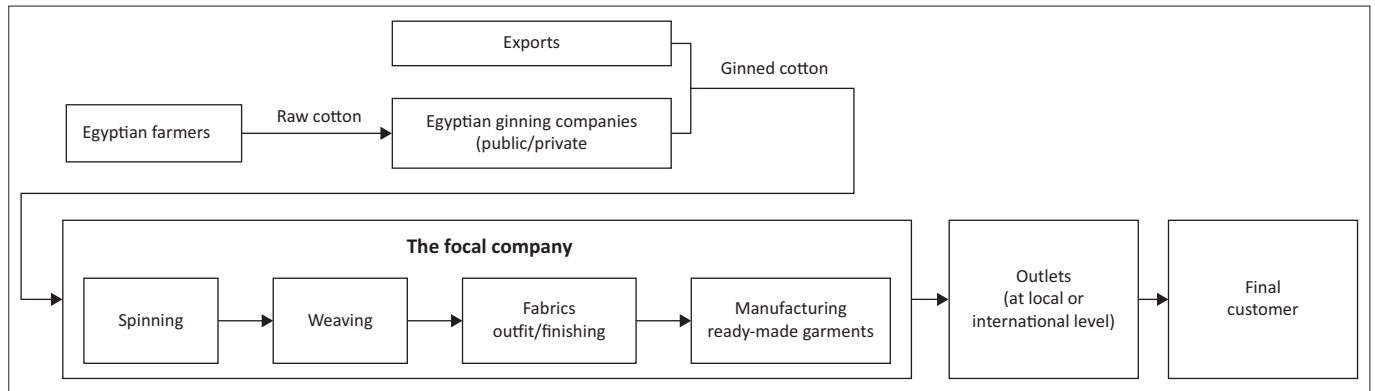 Exports
Ginned cotton
Egyptian farmers
Raw cotton
Egyptian ginning companies
(public/private
The focal company
Spinning
Weaving
Fabrics
outfit/finishing
Manufacturing
ready-made garments
Outlets
(at local or
international level)
Final
customer